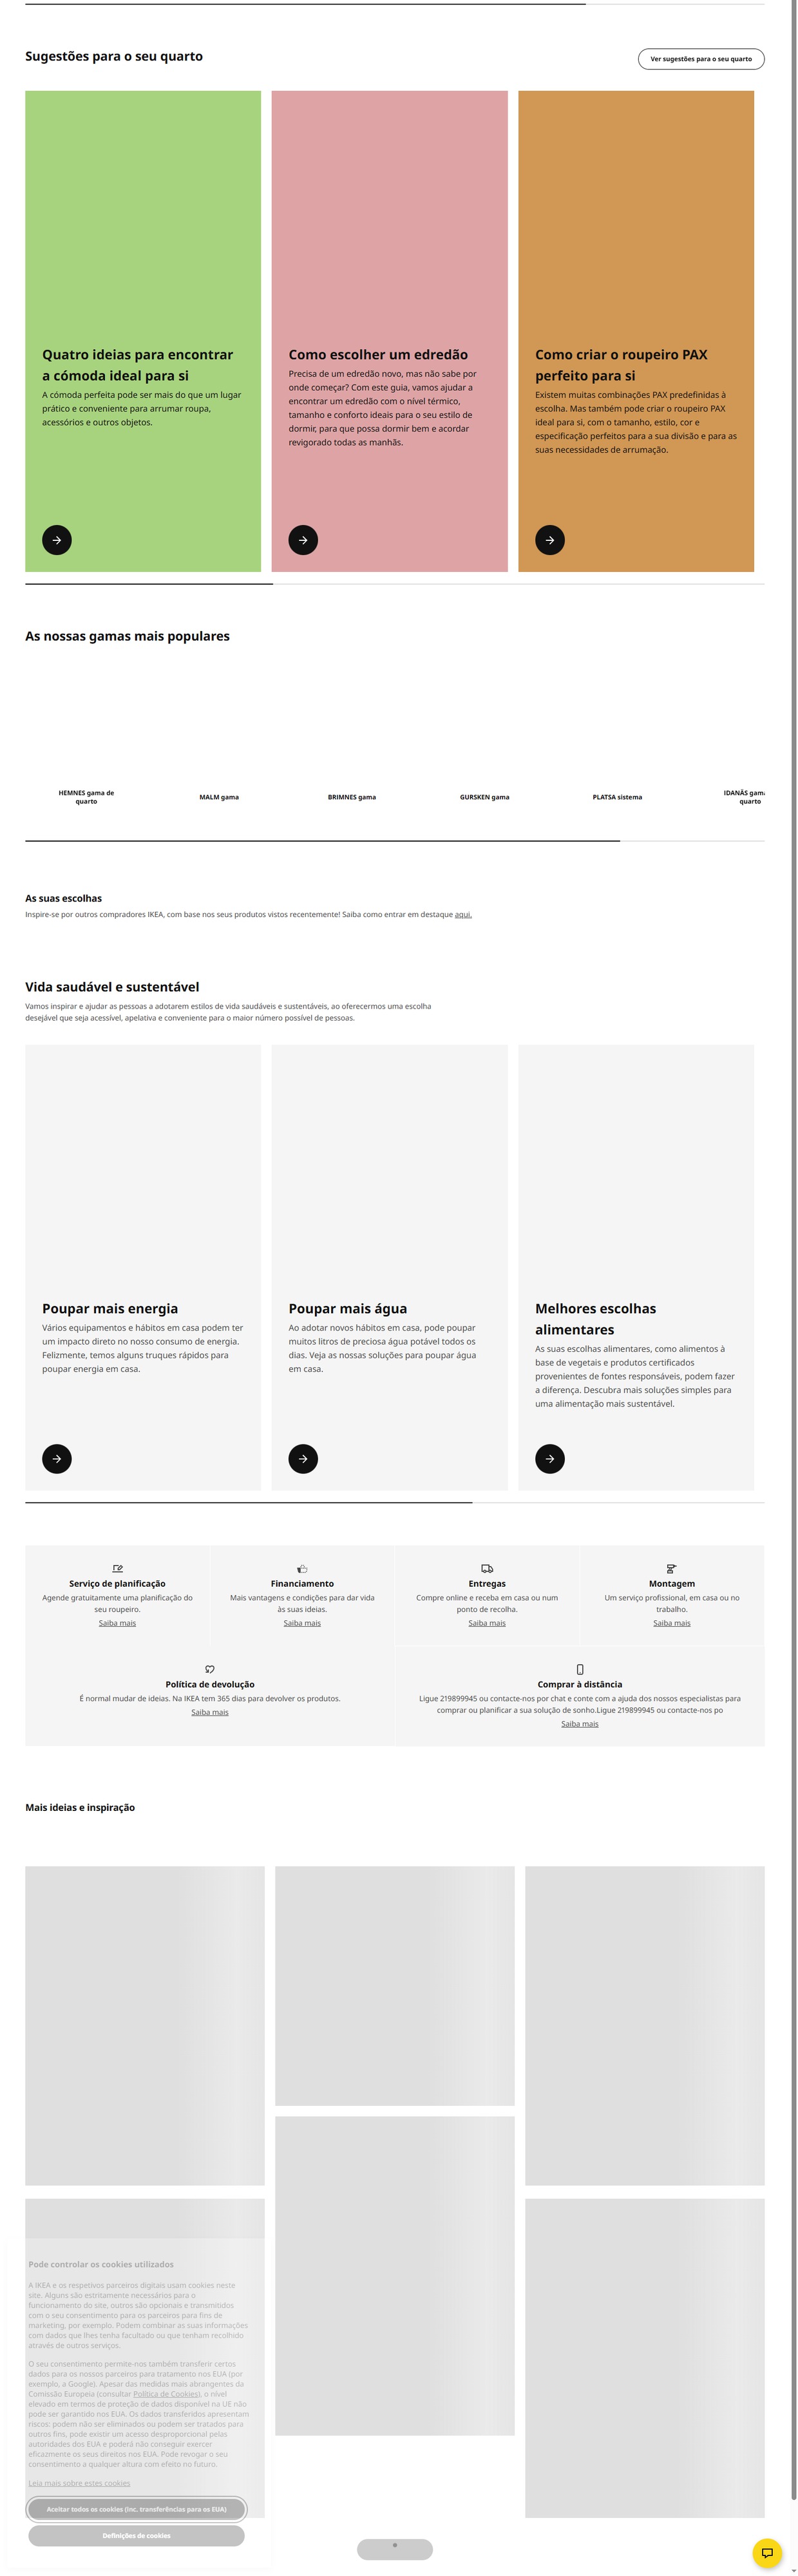 Sugestões para o seu quarto
Ver sugestões para o seu quarto
Quatro ideias para encontrar
a cómoda ideal para si
A cómoda perfeita pode ser mais do que um lugar
prático e conveniente para arrumar roupa,
acessórios e outros objetos.
Como escolher um edredão
Precisa de um edredão novo, mas não sabe por
onde começar? Com este guia, vamos ajudar a
encontrar um edredão com o nível térmico,
tamanho e conforto ideais para o seu estilo de
dormir, para que possa dormir bem e acordar
revigorado todas as manhãs.
Como criar o roupeiro PAX
perfeito para si
Existem muitas combinações PAX predefinidas à
escolha. Mas também pode criar o roupeiro PAX
ideal para si, com o tamanho, estilo, cor e
especificação perfeitos para a sua divisão e para as
suas necessidades de arrumação.
As nossas gamas mais populares
HEMNES gama de
quarto
MALM gama
BRIMNES gama
GURSKEN gama
PLATSA sistema
IDANÄS gama
quarto
As suas escolhas
Inspire-se por outros compradores IKEA, com base nos seus produtos vistos recentemente! Saiba como entrar em destaque aqui.
Vida saudável e sustentável
Vamos inspirar e ajudar as pessoas a adotarem estilos de vida saudáveis e sustentáveis, ao oferecermos uma escolha
desejável que seja acessível, apelativa e conveniente para o maior número possível de pessoas.
Poupar mais energia
Vários equipamentos e hábitos em casa podem ter
um impacto direto no nosso consumo de energia.
Felizmente, temos alguns truques rápidos para
poupar energia em casa.
Poupar mais água
Ao adotar novos hábitos em casa, pode poupar
muitos litros de preciosa água potável todos os
dias. Veja as nossas soluções para poupar água
em casa.
Melhores escolhas
alimentares
As suas escolhas alimentares, como alimentos à
base de vegetais e produtos certificados
provenientes de fontes responsáveis, podem fazer
a diferença. Descubra mais soluções simples para
uma alimentação mais sustentável.
Serviço de planificação
Agende gratuitamente uma planificação do
seu roupeiro.
Saiba mais
Financiamento
Mais vantagens e condições para dar vida
às suas ideias.
Saiba mais
Entregas
Compre online e receba em casa ou num
ponto de recolha.
Saiba mais
Montagem
Um serviço profissional, em casa ou no
trabalho.
Saiba mais
Política de devolução
É normal mudar de ideias. Na IKEA tem 365 dias para devolver os produtos.
Saiba mais
Comprar à distância
Ligue 219899945 ou contacte-nos por chat e conte com a ajuda dos nossos especialistas para
comprar ou planificar a sua solução de sonho.Ligue 219899945 ou contacte-nos po
Saiba mais
Mais ideias e inspiração
Pode controlar os cookies utilizados
A IKEA e os respetivos parceiros digitais usam cookies neste
site. Alguns são estritamente necessários para o
funcionamento do site, outros são opcionais e transmitidos
com o seu consentimento para os parceiros para fins de
marketing, por exemplo. Podem combinar as suas informações
com dados que lhes tenha facultado ou que tenham recolhido
através de outros serviços.
O seu consentimento permite-nos também transferir certos
dados para os nossos parceiros para tratamento nos EUA (por
exemplo, a Google). Apesar das medidas mais abrangentes da
Comissão Europeia (consultar Política de Cookies), o nível
elevado em termos de proteção de dados disponível na UE não
pode ser garantido nos EUA. Os dados transferidos apresentam
riscos: podem não ser eliminados ou podem ser tratados para
outros fins, pode existir um acesso desproporcional pelas
autoridades dos EUA e poderá não conseguir exercer
eficazmente os seus direitos nos EUA. Pode revogar o seu
consentimento a qualquer altura com efeito no futuro.
Leia mais sobre estes cookies
Aceitar todos os cookies (inc. transferências para os EUA)
Definições de cookies